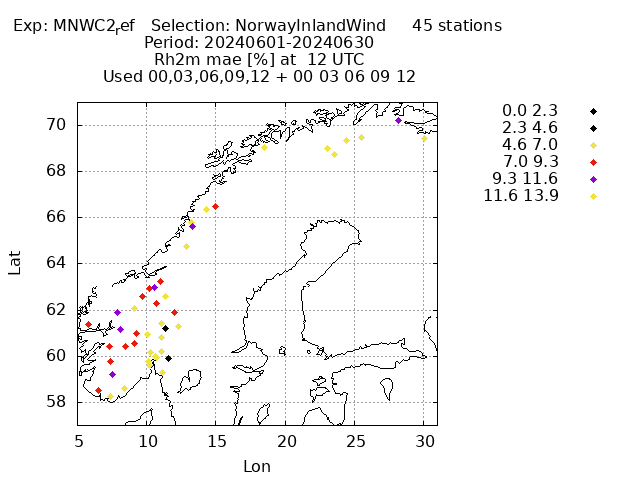 Exp: MNWC2ref   Selection: NorwayInlandWind     45 stations
Period: 20240601-20240630
Rh2m mae [%] at  12 UTC
Used 00,03,06,09,12 + 00 03 06 09 12
0.0 2.3
2.3 4.6
4.6 7.0
7.0 9.3
9.3 11.6
11.6 13.9
70
68
66
64
62
60
58
Lat
5 10 15 20 25 30
Lon